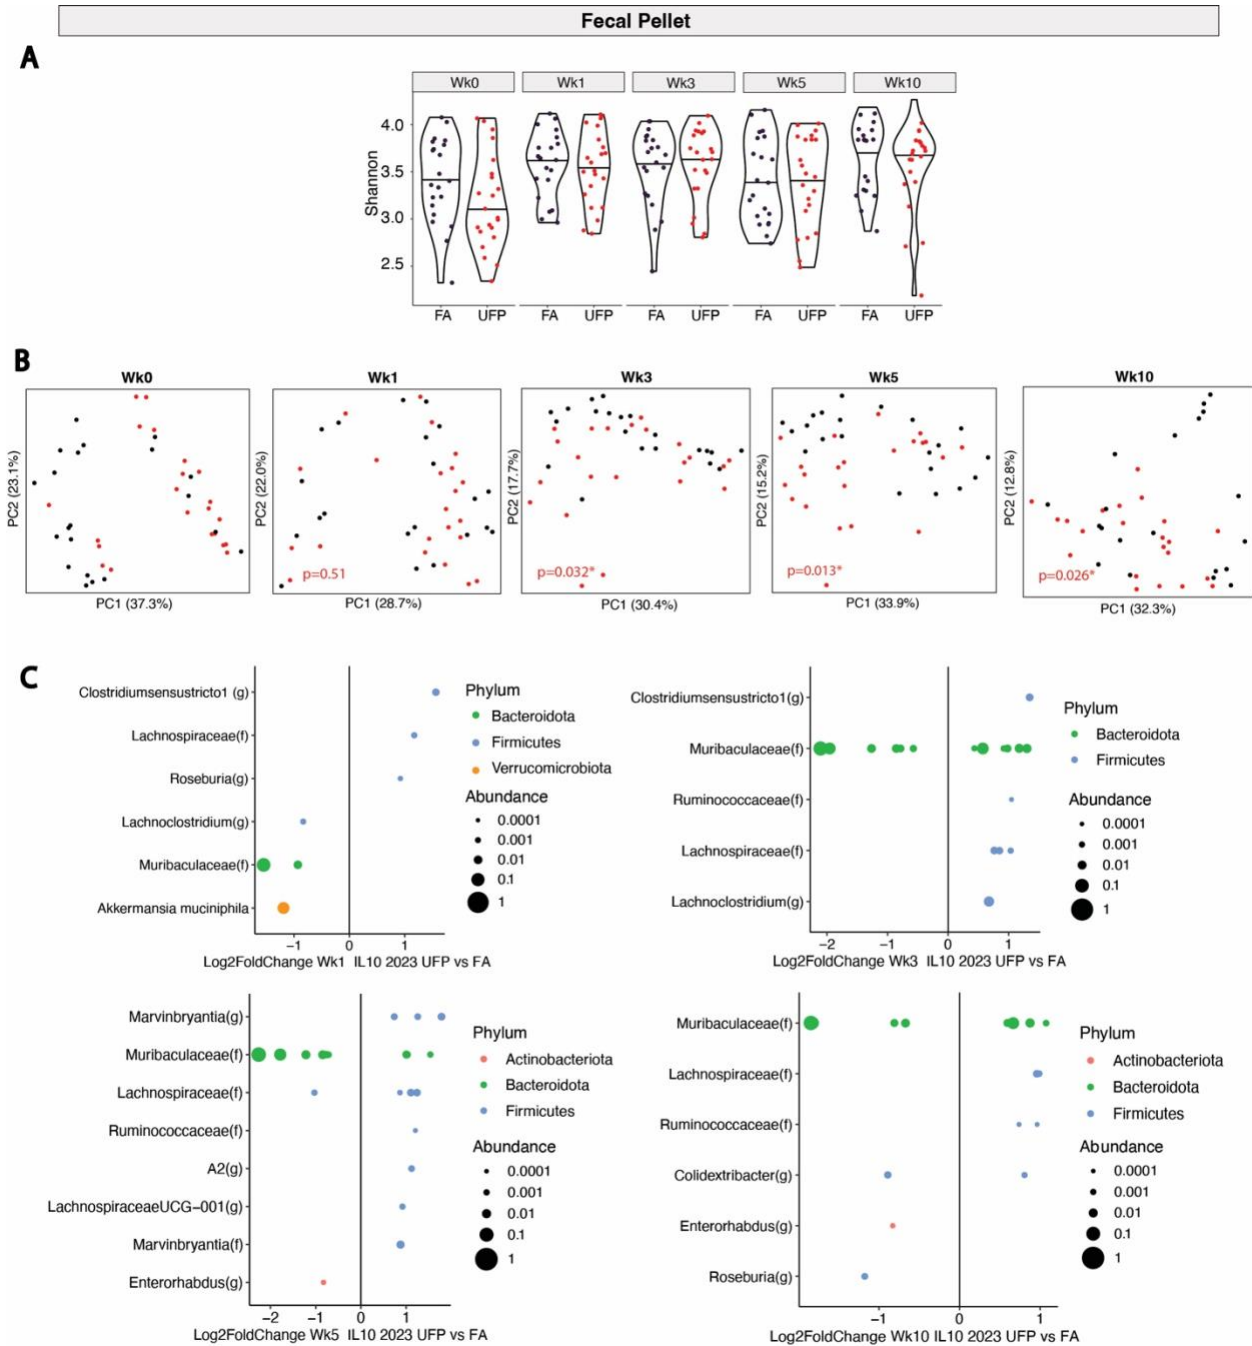 Fecal Pellet
A
Wk0 Wk1 Wk3 Wk5 Wk10
Shannon
4.0
3.5
3.0
2.5
FA UFP FA UFP FA UFP FA UFP FA UFP
B
Wk0
PC2 (23.1%)
PC1 (37.3%)
Wk1
PC2 (22.0%)
p=0.51
PC1 (28.7%)
Wk3
PC2 (17.7%)
p=0.032*
PC1 (30.4%)
Wk5
PC2 (15.2%)
p=0.013*
PC1 (33.9%)
Wk10
PC2 (12.8%)
p=0.026*
PC1 (32.3%)
C
Clostridiumsensustricto1 (g)
Lachnospiraceae(f)
Roseburia(g)
Lachnoclostridium(g)
Muribaculaceae(f)
Akkermansia muciniphila
−1 0 1
Log2FoldChange Wk1 IL10 2023 UFP vs FA
Phylum
Bacteroidota
Firmicutes
Verrucomicrobiota
Abundance
0.0001
0.001
0.01
0.1
1
Clostridiumsensustricto1(g)
Muribaculaceae(f)
Ruminococcaceae(f)
Lachnospiraceae(f)
Lachnoclostridium(g)
−2 −1 0 1
Log2FoldChange Wk3 IL10 2023 UFP vs FA
Phylum
Bacteroidota
Firmicutes
Abundance
0.0001
0.001
0.01
0.1
1
Marvinbryantia(g)
Muribaculaceae(f)
Lachnospiraceae(f)
Ruminococcaceae(f)
A2(g)
LachnospiraceaeUCG−001(g)
Marvinbryantia(f)
Enterorhabdus(g)
−2 −1 0 1
Log2FoldChange Wk5 IL10 2023 UFP vs FA
Phylum
Actinobacteriota
Bacteroidota
Firmicutes
Abundance
0.0001
0.001
0.01
0.1
1
Muribaculaceae(f)
Lachnospiraceae(f)
Ruminococcaceae(f)
Colidextribacter(g)
Enterorhabdus(g)
Roseburia(g)
−1 0 1
Log2FoldChange Wk10 IL10 2023 UFP vs FA
Phylum
Actinobacteriota
Bacteroidota
Firmicutes
Abundance
0.0001
0.001
0.01
0.1
1